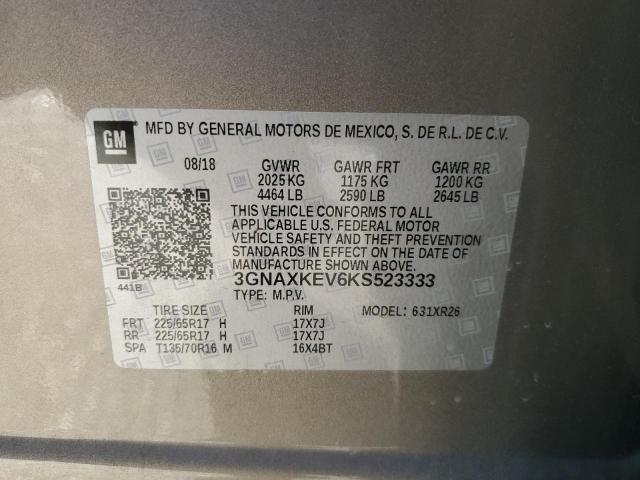 GM MFD BY GENERAL MOTORS DE MEXICO, S. DE R.L. DE C.V.
08/18 GVWR GAWR FRT GAWR RR
2025 KG 1175 KG 1200 KG
4464 LB 2590 LB 2645 LB
THIS VEHICLE CONFORMS TO ALL
APPLICABLE U.S. FEDERAL MOTOR
VEHICLE SAFETY AND THEFT PREVENTION
STANDARDS IN EFFECT ON THE DATE OF
MANUFACTURE SHOWN ABOVE.
441B 3GNAXKEV6KS523333
TYPE: M.P.V. MODEL: 631XR26
TIRE SIZE RIM
FRT 225/65R17 H 17X7J
RR 225/65R17 H 17X7J
SPA T135/70R16 M 16X4BT